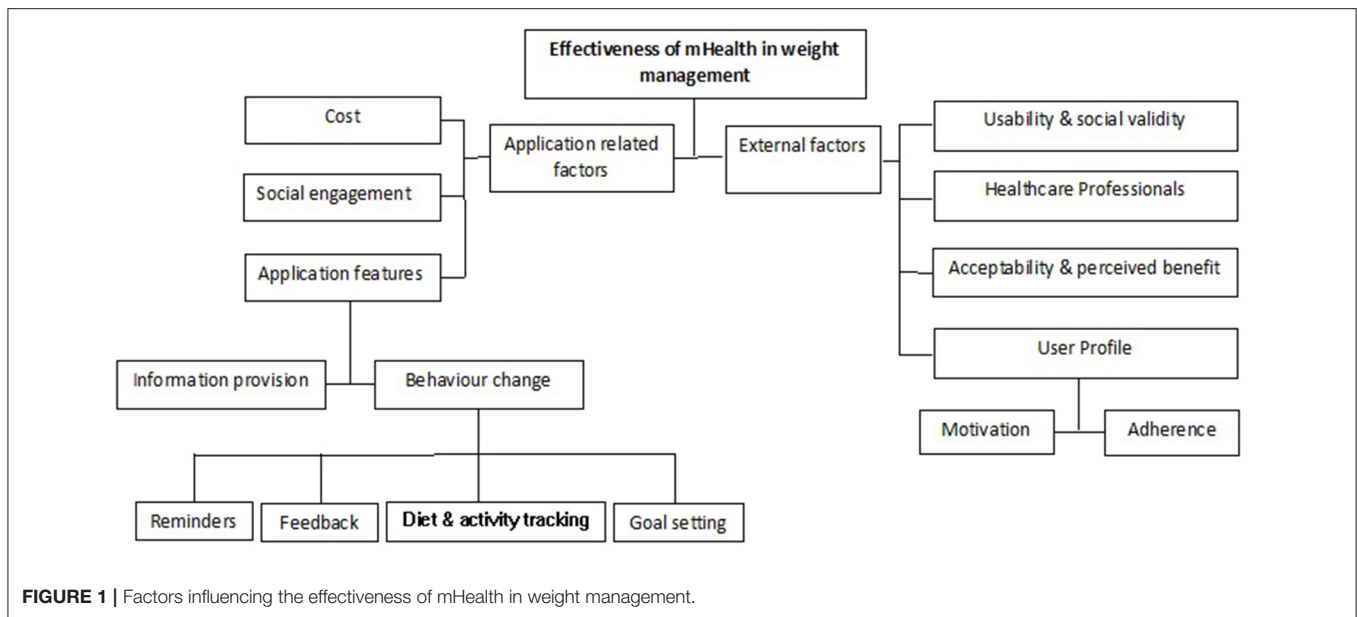 Effectiveness of mHealth in weight
management
Cost
Application related
factors
External factors
Usability & social validity
Social engagement
Healthcare Professionals
Application features
Acceptability & perceived benefit
User Profile
Information provision
Behaviour change
Motivation
Adherence
Reminders
Feedback
Diet & activity tracking
Goal setting
FIGURE 1 | Factors influencing the effectiveness of mHealth in weight management.